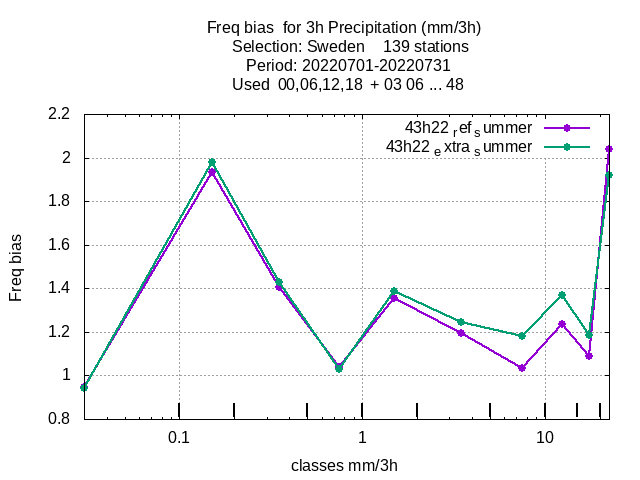 Freq bias  for 3h Precipitation (mm/3h)
Selection: Sweden    139 stations
Period: 20220701-20220731
Used  00,06,12,18  + 03 06 ... 48
43h22 ref summer
43h22 extra summer
Freq bias
2.2
2
1.8
1.6
1.4
1.2
1
0.8
0.1
1
10
classes mm/3h